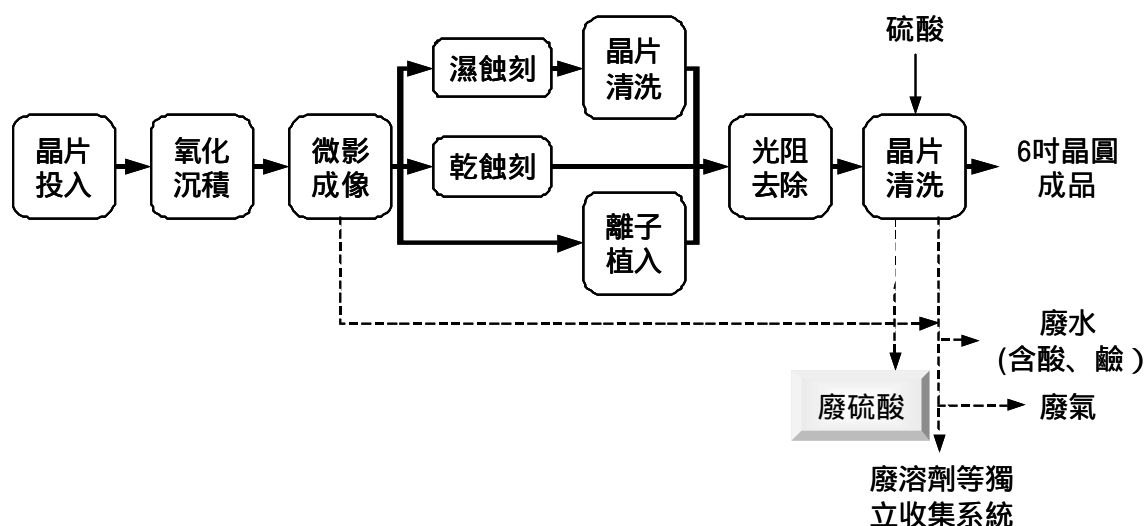 硫酸
濕蝕刻
晶片
清洗
晶片
投入
氧化
沉積
微影
成像
乾蝕刻
光阻
去除
晶片
清洗
6吋晶圓
成品
離子
植入
廢水
(含酸、鹼）
廢硫酸
廢氣
廢溶劑等獨
立收集系統